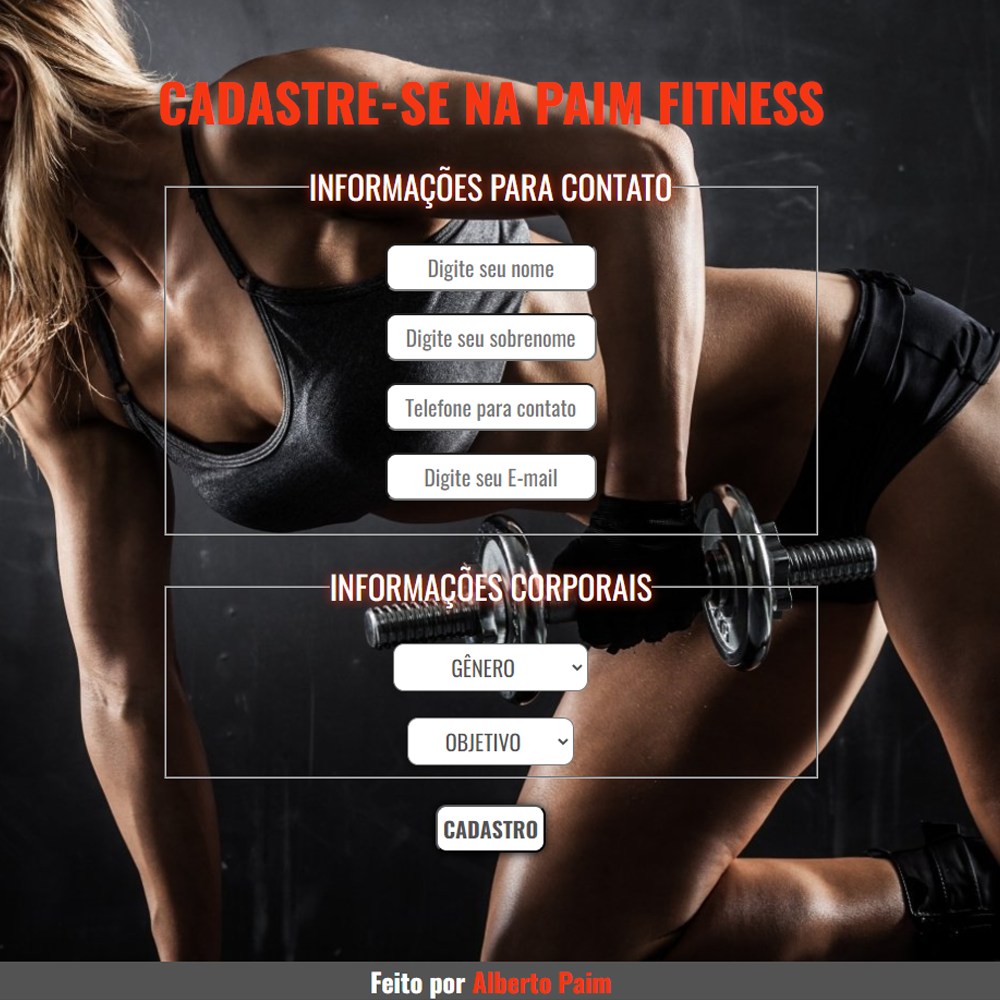 CADASTRE-SE NA PAIM FITNESS
INFORMAÇÕES PARA CONTATO
Digite seu nome
Digite seu sobrenome
Telefone para contato
Digite seu E-mail
INFORMAÇÕES CORPORAIS
GÊNERO
OBJETIVO
CADASTRO
Feito por Alberto Paim